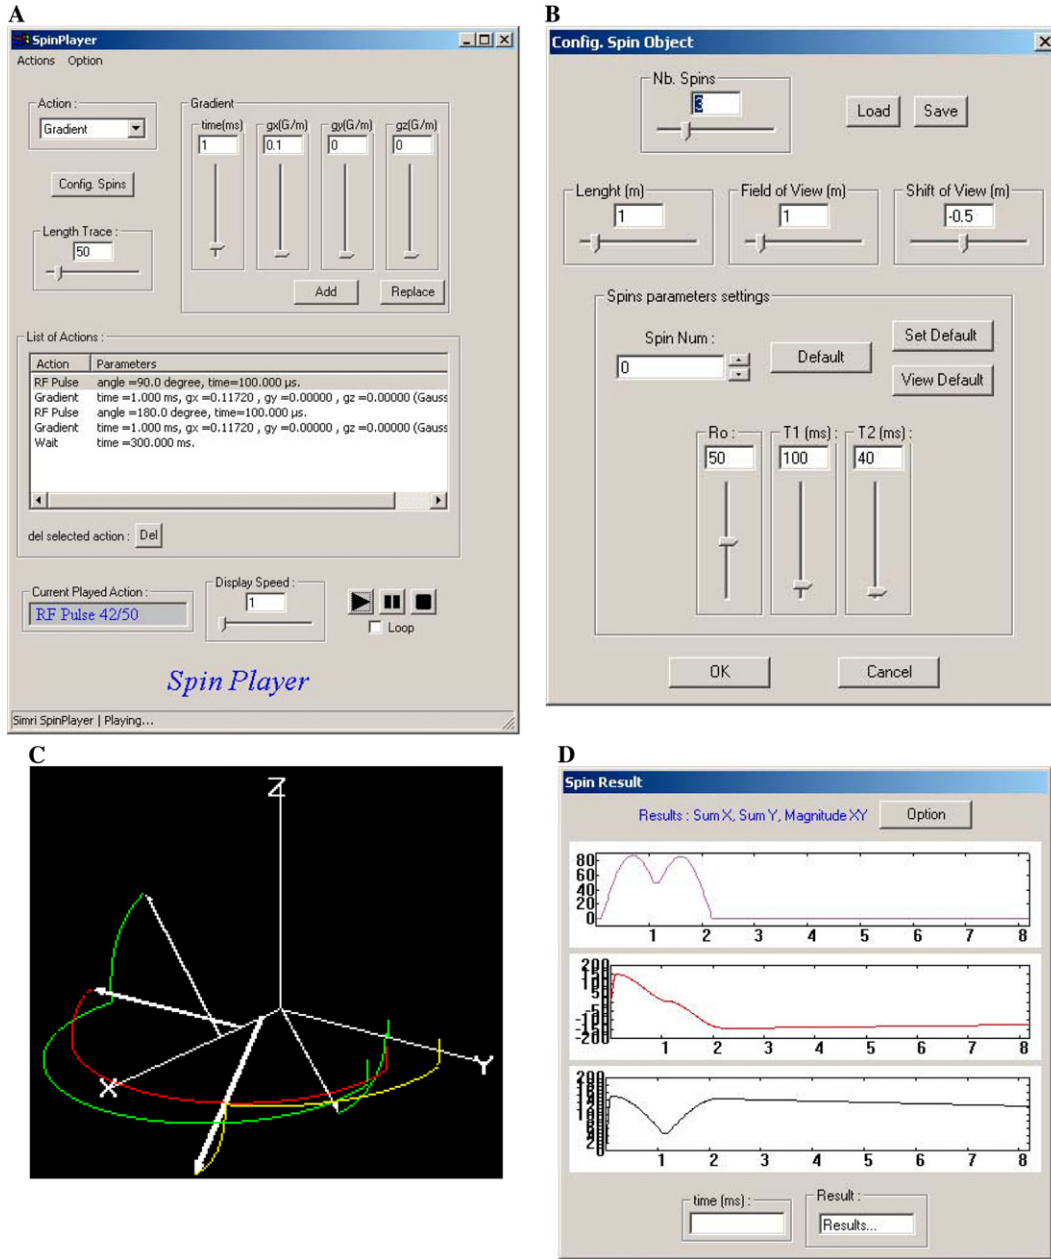 A
SpinPlayer
Actions Option
Action :
Gradient
Config. Spins
Length Trace :
50
Gradient
time(ms) gx(G/m) gy(G/m) gz(G/m)
1 0.1 0 0
Add Replace
List of Actions :
Action Parameters
RF Pulse angle =90.0 degree, time=100.000 µs.
Gradient time =1.000 ms, gx =0.11720 , gy =0.00000 , gz =0.00000 (Gauss
RF Pulse angle =180.0 degree, time=100.000 µs.
Gradient time =1.000 ms, gx =0.11720 , gy =0.00000 , gz =0.00000 (Gauss
Wait time =300.000 ms.
del selected action : Del
Current Played Action :
RF Pulse 42/50
Display Speed :
1
Loop
Spin Player
Simri SpinPlayer | Playing...
B
Config. Spin Object
Nb. Spins
3
Load Save
Lenght (m) Field of View (m) Shift of View (m)
1 1 -0.5
Spins parameters settings
Spin Num :
0
Default
Set Default
View Default
Ro : T1 (ms) : T2 (ms) :
50 100 40
OK Cancel
C
Z
X
Y
D
Spin Result
Results : Sum X, Sum Y, Magnitude XY Option
80
60
40
20
0
1 2 3 4 5 6 7 8
200
-200
1 2 3 4 5 6 7 8
200
0
1 2 3 4 5 6 7 8
time (ms) : Result :
Results...